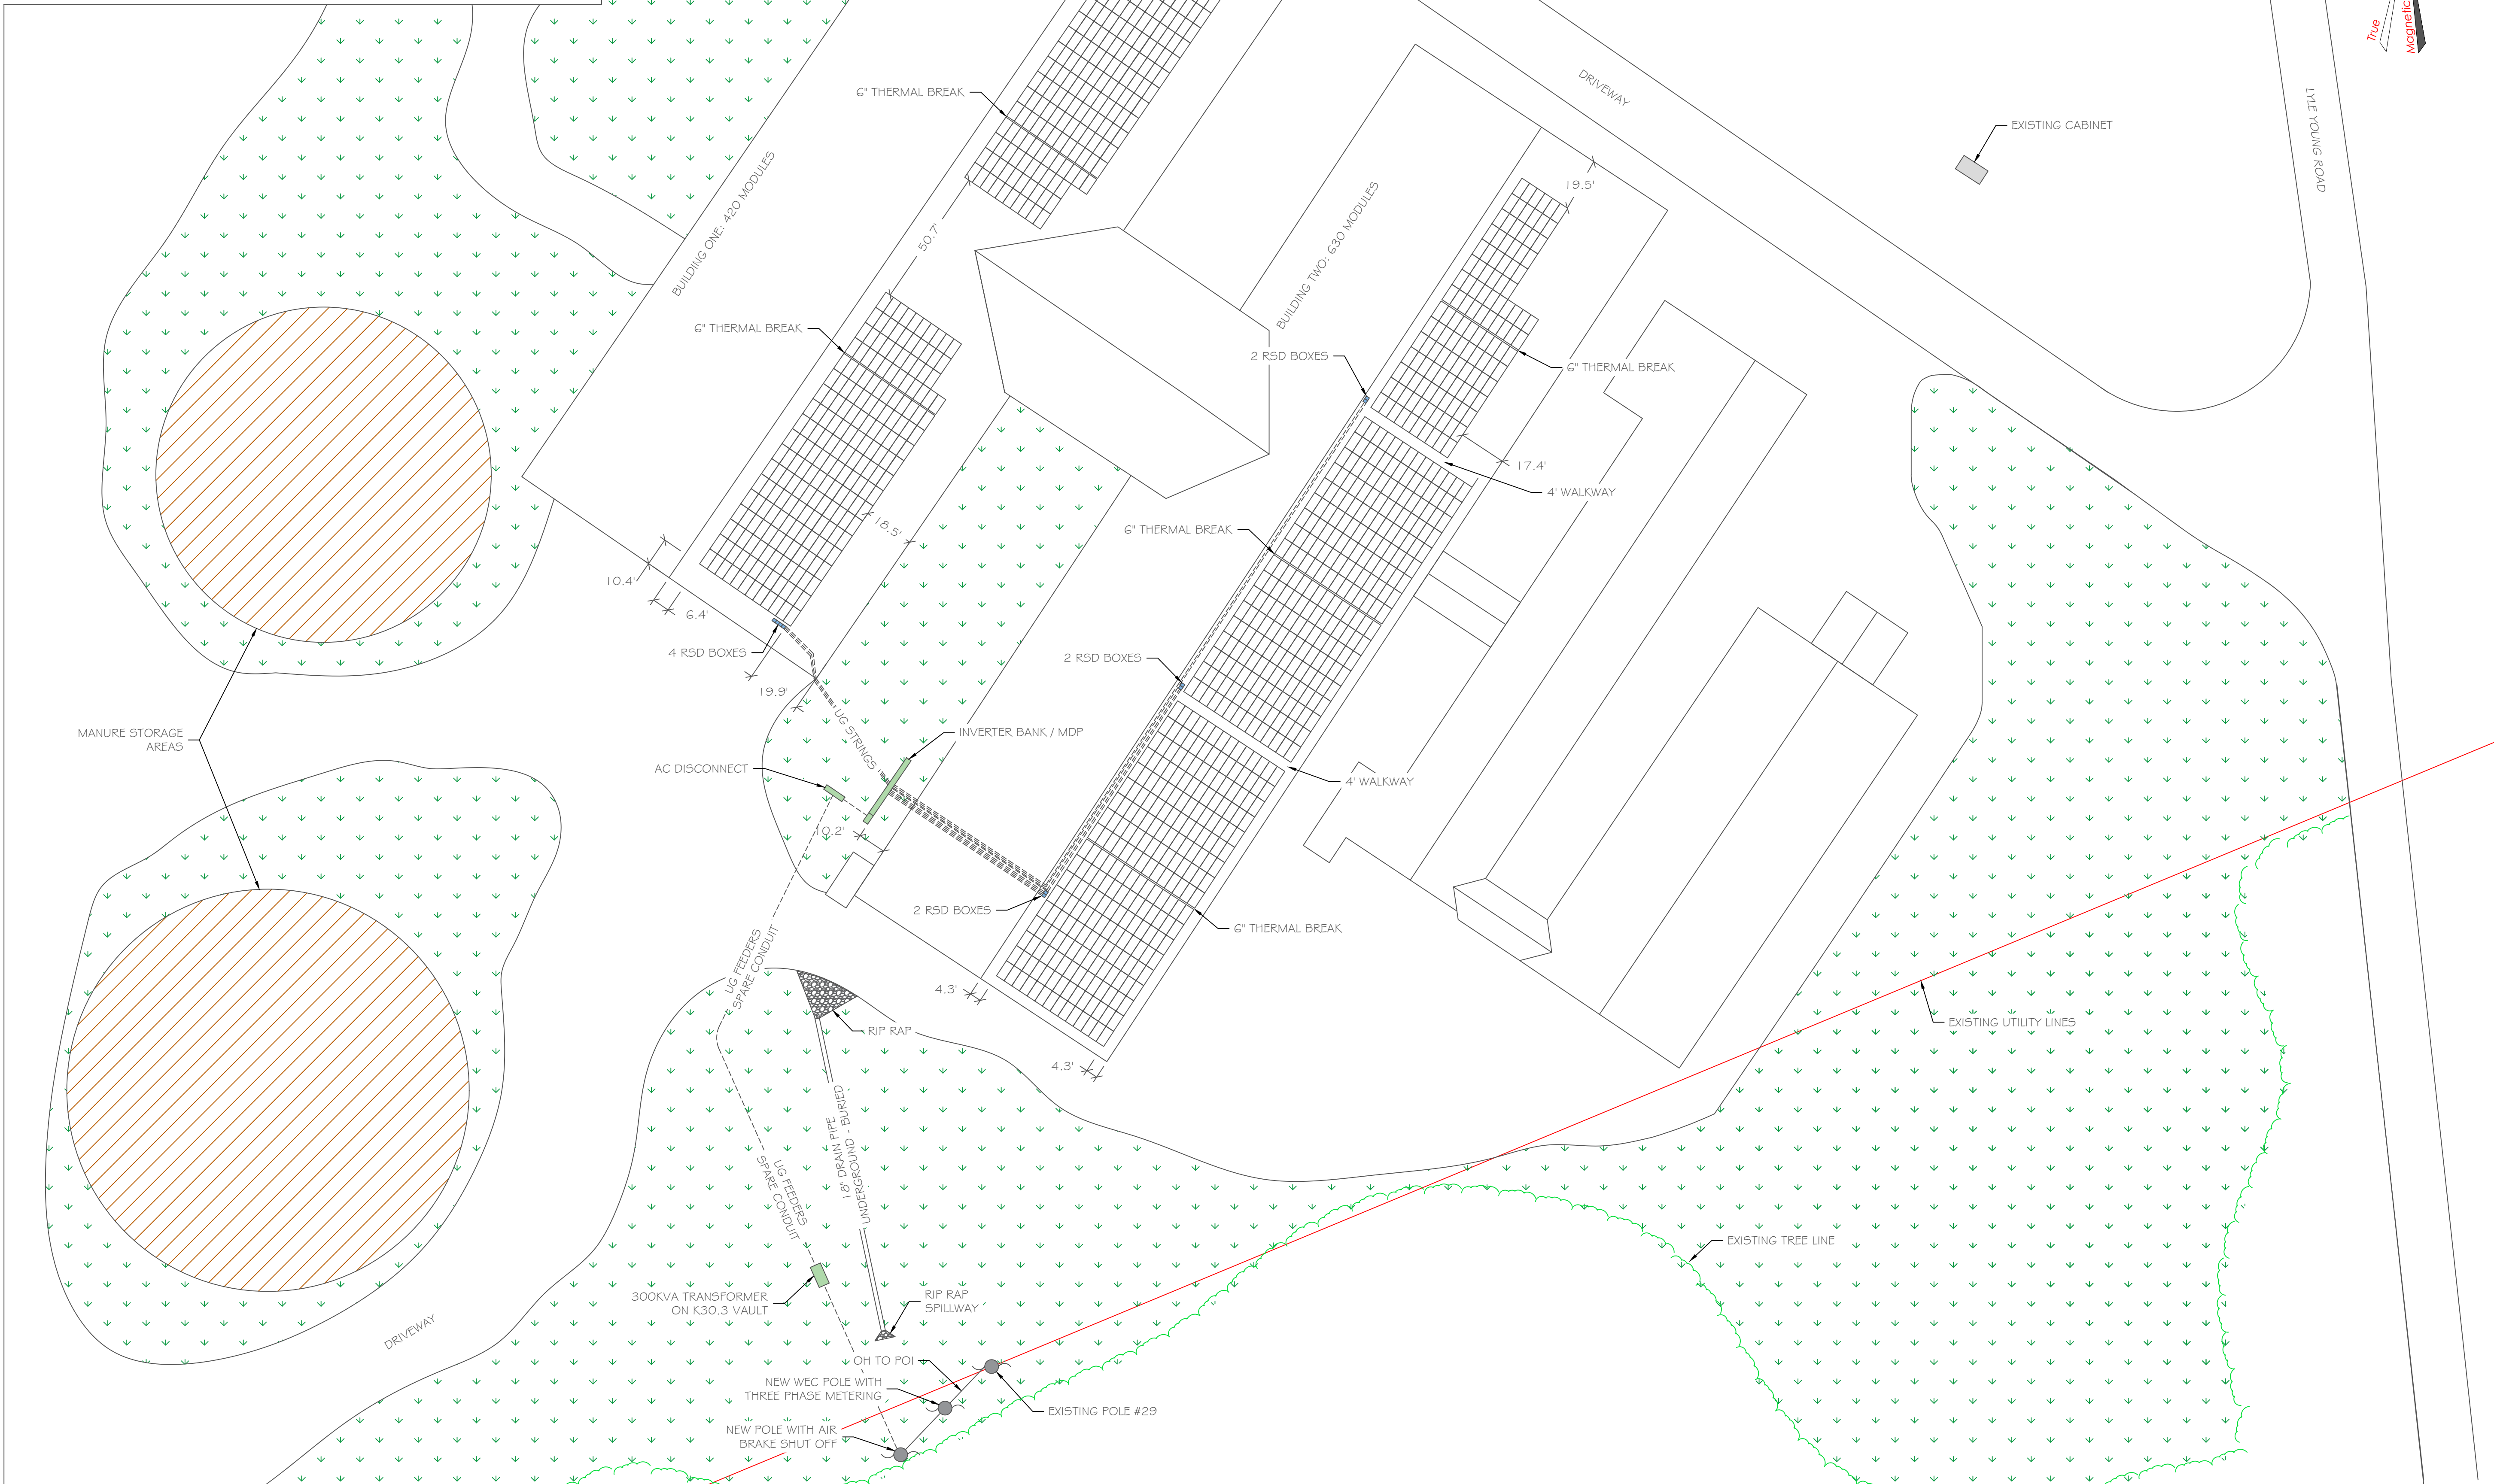 True
Magnetic
DRIVEWAY
LYLE YOUNG ROAD
6" THERMAL BREAK
EXISTING CABINET
BUILDING ONE: 420 MODULES
19.5'
BUILDING TWO: 630 MODULES
50.7'
6" THERMAL BREAK
2 RSD BOXES
6" THERMAL BREAK
17.4'
4' WALKWAY
18.5'
6" THERMAL BREAK
10.4'
6.4'
4 RSD BOXES
2 RSD BOXES
19.9'
UG STRINGS
MANURE STORAGE
AREAS
INVERTER BANK / MDP
AC DISCONNECT
4' WALKWAY
10.2'
2 RSD BOXES
6" THERMAL BREAK
UG FEEDERS
SPARE CONDUIT
4.3'
RIP RAP
EXISTING UTILITY LINES
4.3'
18" DRAIN PIPE
UNDERGROUND - BURIED
UG FEEDERS
SPARE CONDUIT
EXISTING TREE LINE
300KVA TRANSFORMER
ON K30.3 VAULT
RIP RAP
SPILLWAY
DRIVEWAY
OH TO POI
NEW WEC POLE WITH
THREE PHASE METERING
EXISTING POLE #29
NEW POLE WITH AIR
BRAKE SHUT OFF